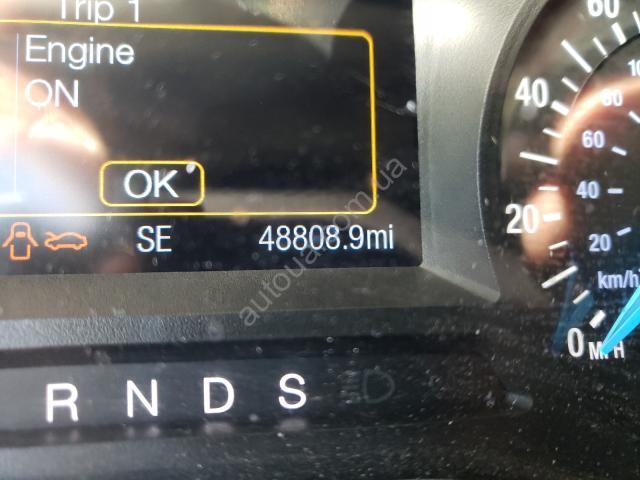 Trip 1
Engine
ON
OK
SE 48808.9mi
R N D S
60
40
20
0 MPH
80
60
40
20
km/h
autoua.com.ua